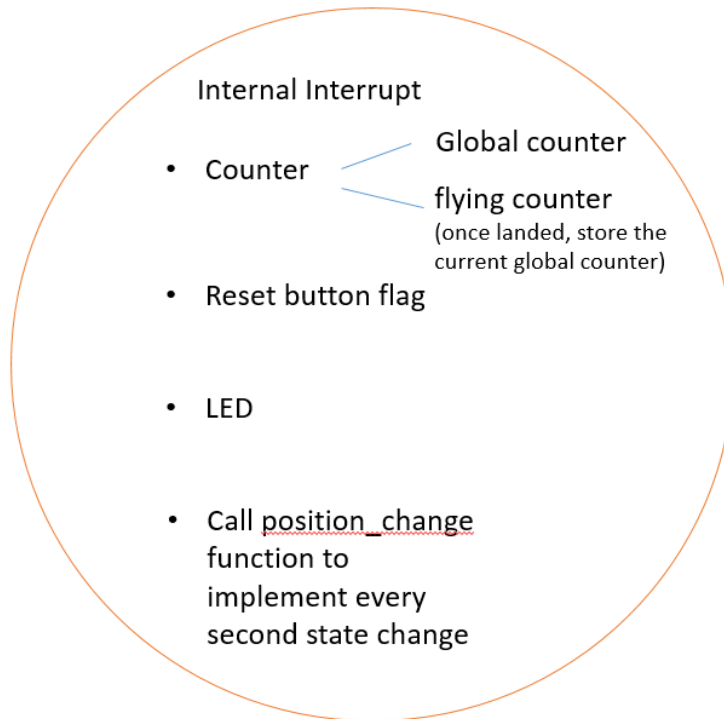 Internal Interrupt
• Counter
Global counter
flying counter
(once landed, store the
current global counter)
• Reset button flag
• LED
• Call position_change
function to
implement every
second state change